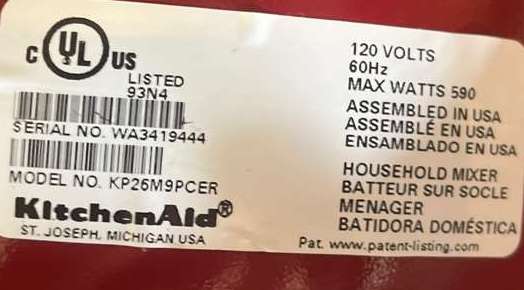 C UL US
LISTED
93N4
SERIAL NO. WA3419444
MODEL NO. KP26M9PCER
KitchenAid®
ST. JOSEPH, MICHIGAN USA
120 VOLTS
60Hz
MAX WATTS 590
ASSEMBLED IN USA
ASSEMBLÉ EN USA
ENSAMBLADO EN USA
HOUSEHOLD MIXER
BATTEUR SUR SOCLE
MENAGER
BATIDORA DOMÉSTICA
Pat. www.patent-listing.com